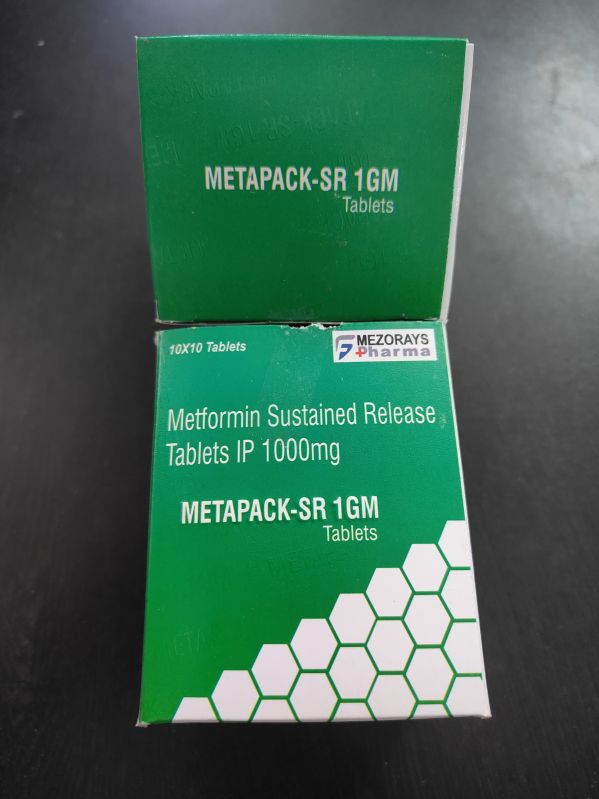 METAPACK-SR 1GM
Tablets
10X10 Tablets
MEZORAYS
Pharma
Metformin Sustained Release
Tablets IP 1000mg
METAPACK-SR 1GM
Tablets